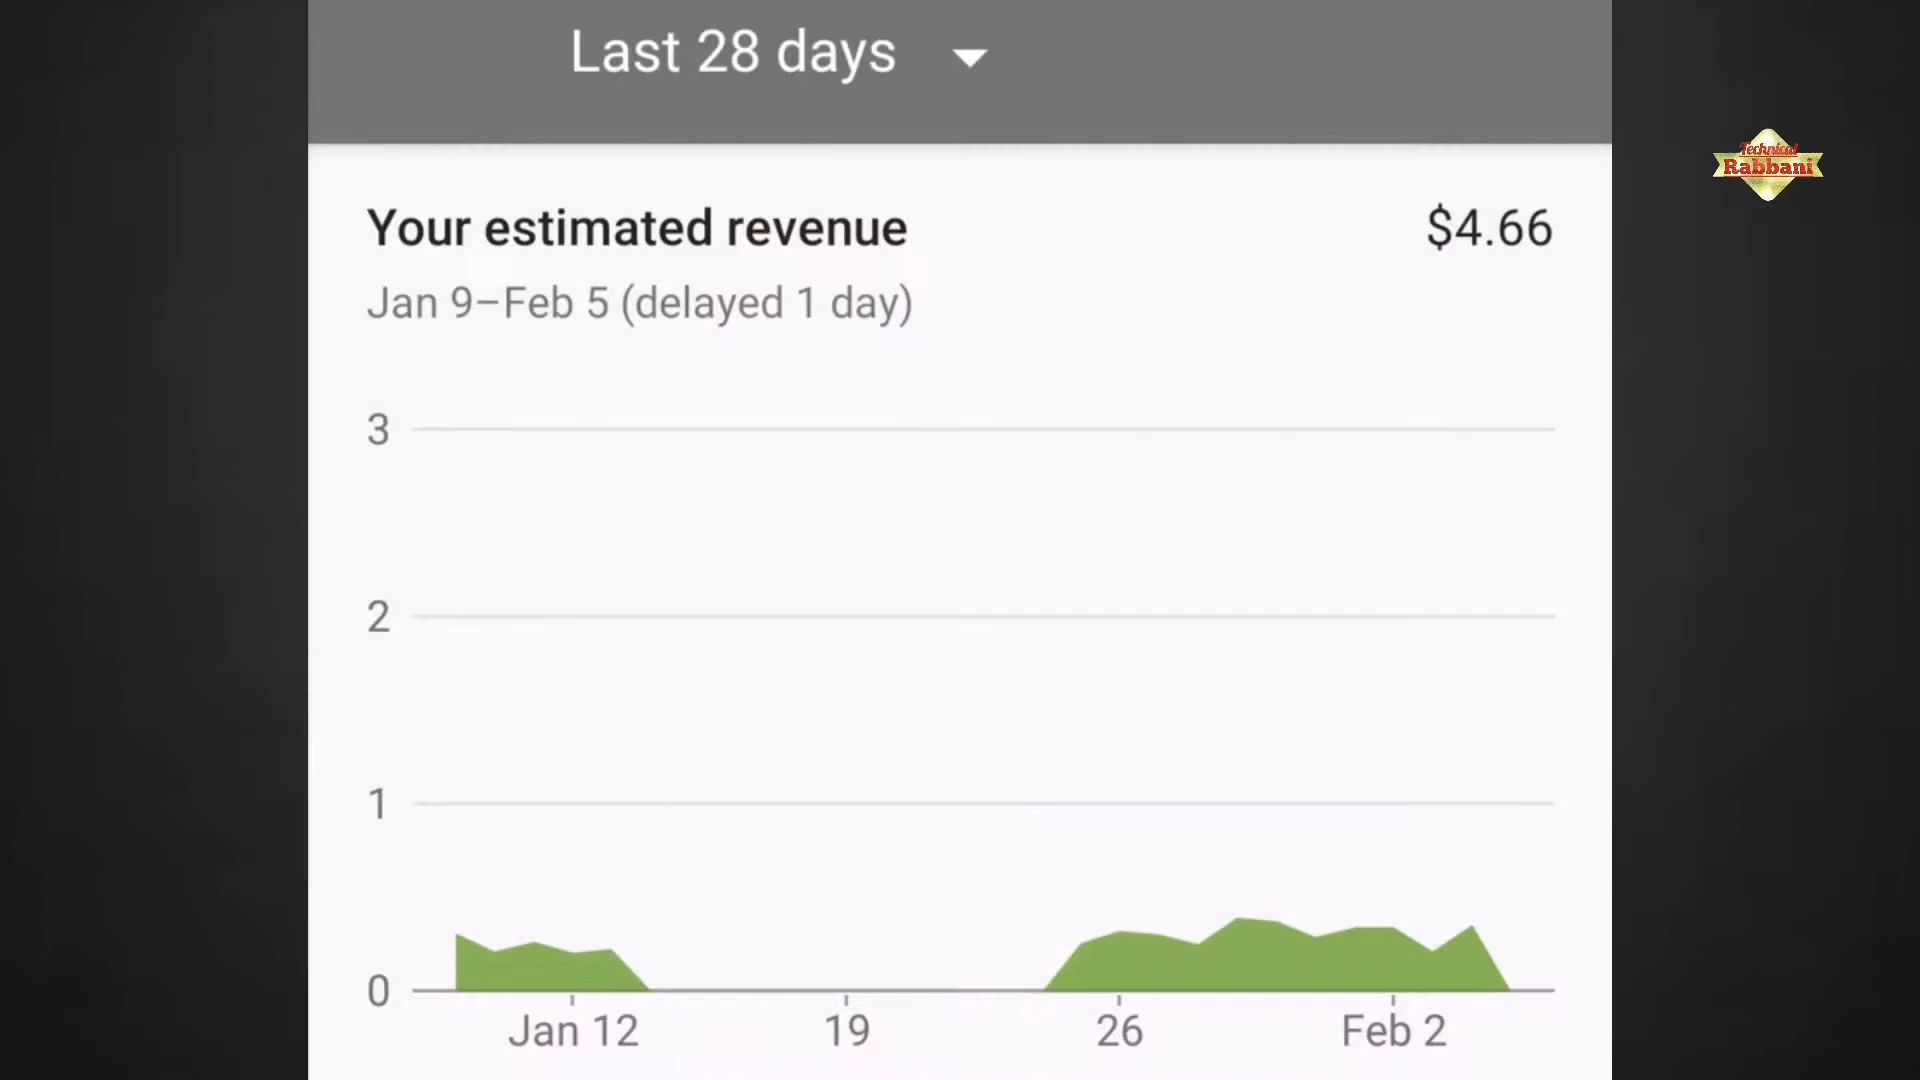 Last 28 days
Technical
Rabbani
Your estimated revenue
$4.66
Jan 9–Feb 5 (delayed 1 day)
3
2
1
0
Jan 12
19
26
Feb 2